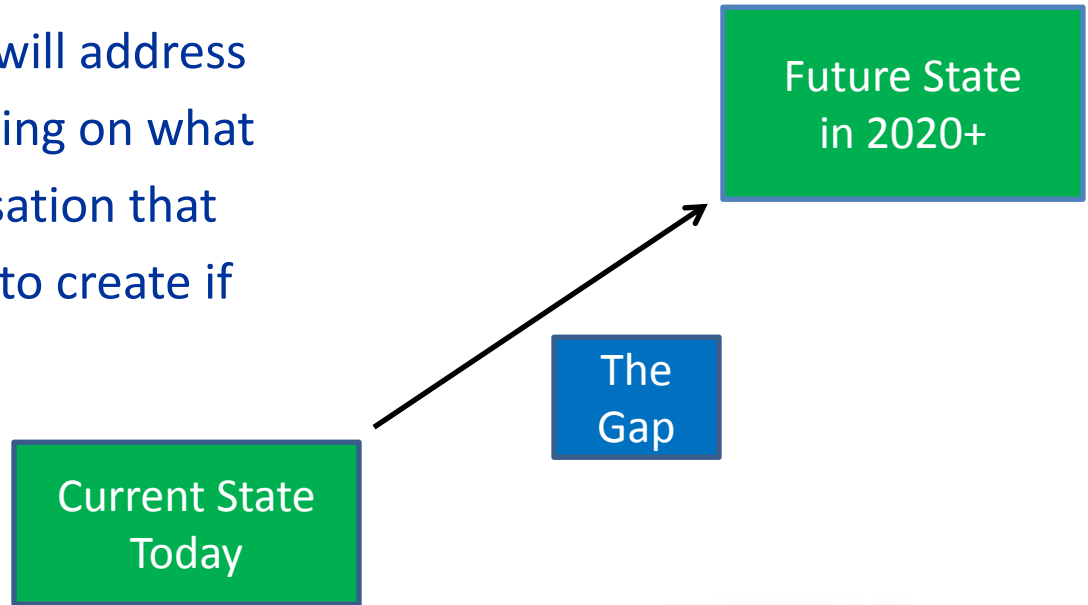 will address
ing on what
sation that
to create if
Future State
in 2020+
The
Gap
Current State
Today